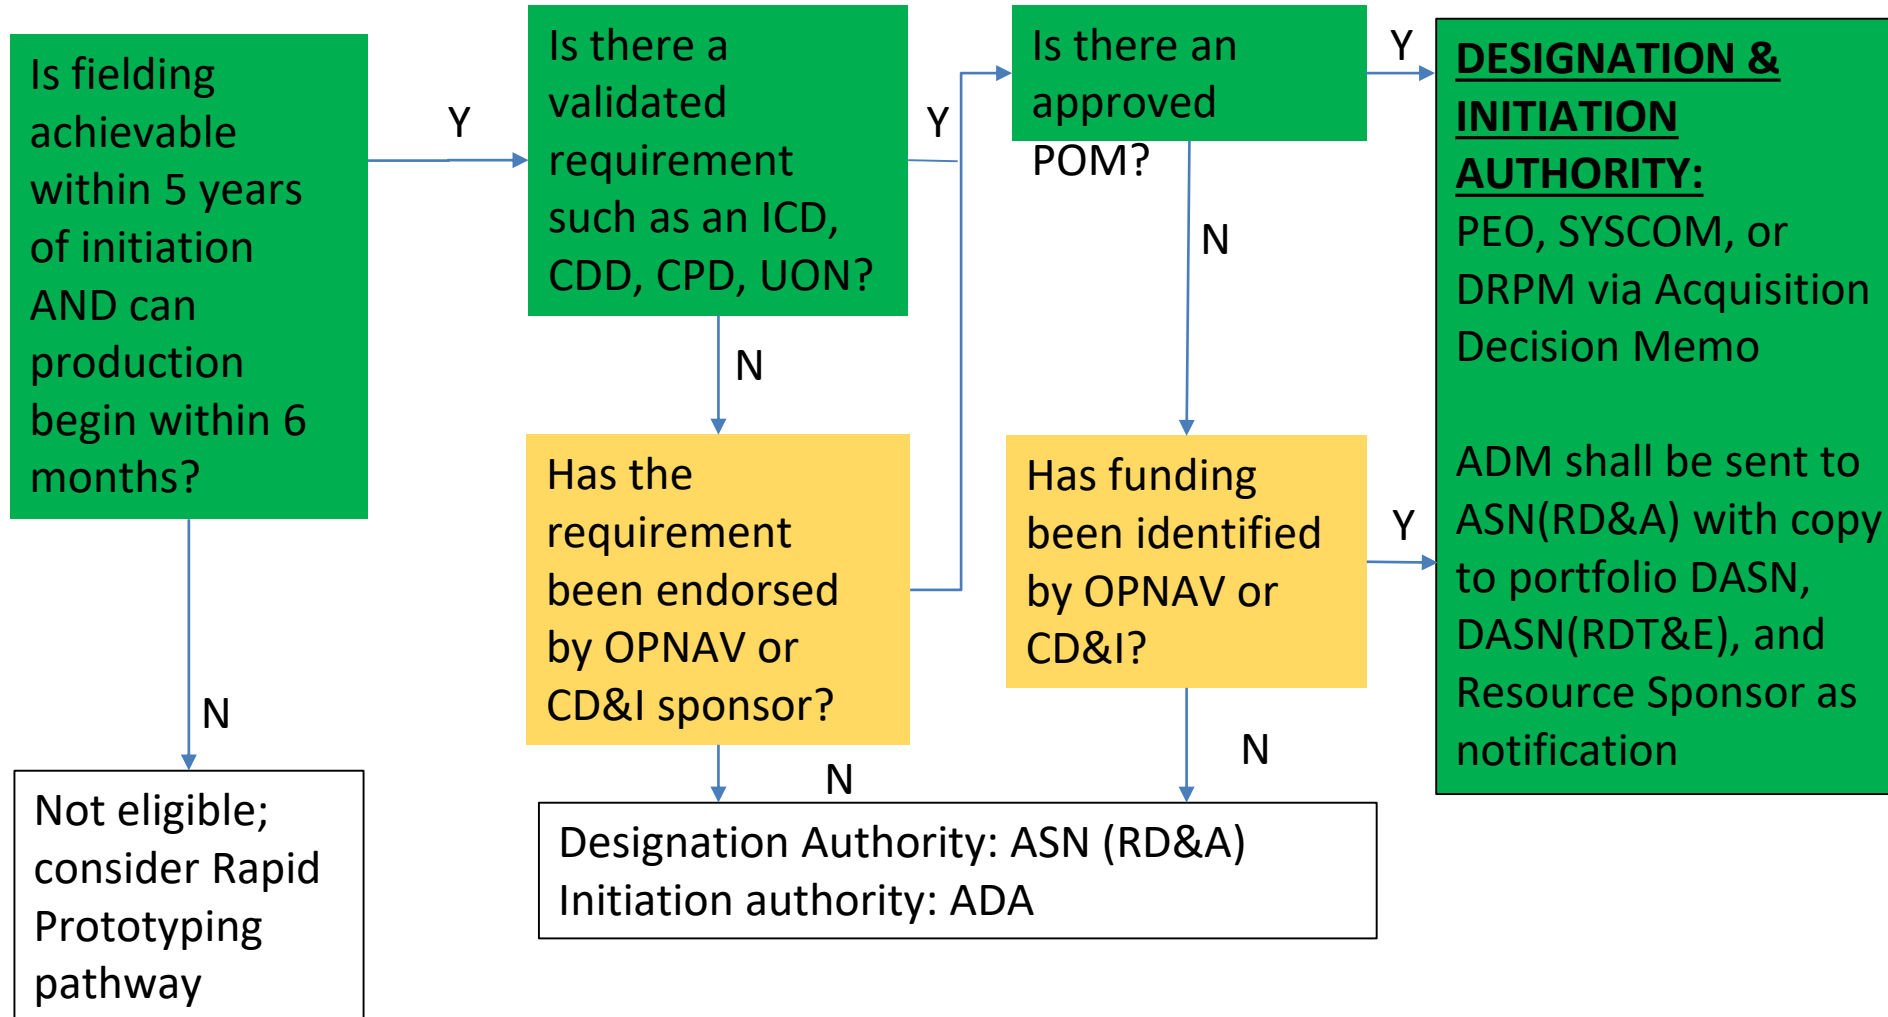 Is fielding
achievable
within 5 years
of initiation
AND can
production
begin within 6
months?
Y
N
Not eligible;
consider Rapid
Prototyping
pathway
Is there a
validated
requirement
such as an ICD,
CDD, CPD, UON?
Y
N
Has the
requirement
been endorsed
by OPNAV or
CD&I sponsor?
N
Is there an
approved
POM?
Y
N
Has funding
been identified
by OPNAV or
CD&I?
Y
N
Designation Authority: ASN (RD&A)
Initiation authority: ADA
DESIGNATION &
INITIATION
AUTHORITY:
PEO, SYSCOM, or
DRPM via Acquisition
Decision Memo
ADM shall be sent to
ASN(RD&A) with copy
to portfolio DASN,
DASN(RDT&E), and
Resource Sponsor as
notification